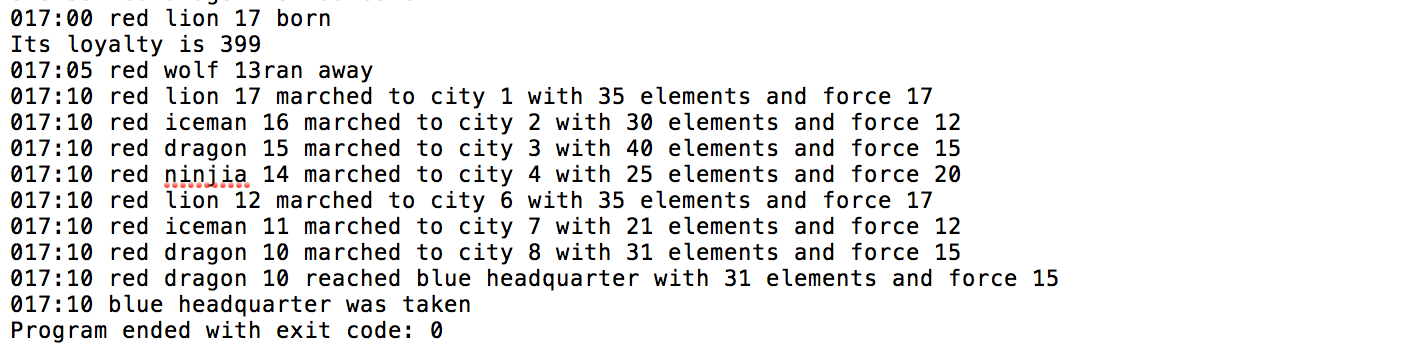 017:00 red lion 17 born
Its loyalty is 399
017:05 red wolf 13ran away
017:10 red lion 17 marched to city 1 with 35 elements and force 17
017:10 red iceman 16 marched to city 2 with 30 elements and force 12
017:10 red dragon 15 marched to city 3 with 40 elements and force 15
017:10 red ninjia 14 marched to city 4 with 25 elements and force 20
017:10 red lion 12 marched to city 6 with 35 elements and force 17
017:10 red iceman 11 marched to city 7 with 21 elements and force 12
017:10 red dragon 10 marched to city 8 with 31 elements and force 15
017:10 red dragon 10 reached blue headquarter with 31 elements and force 15
017:10 blue headquarter was taken
Program ended with exit code: 0